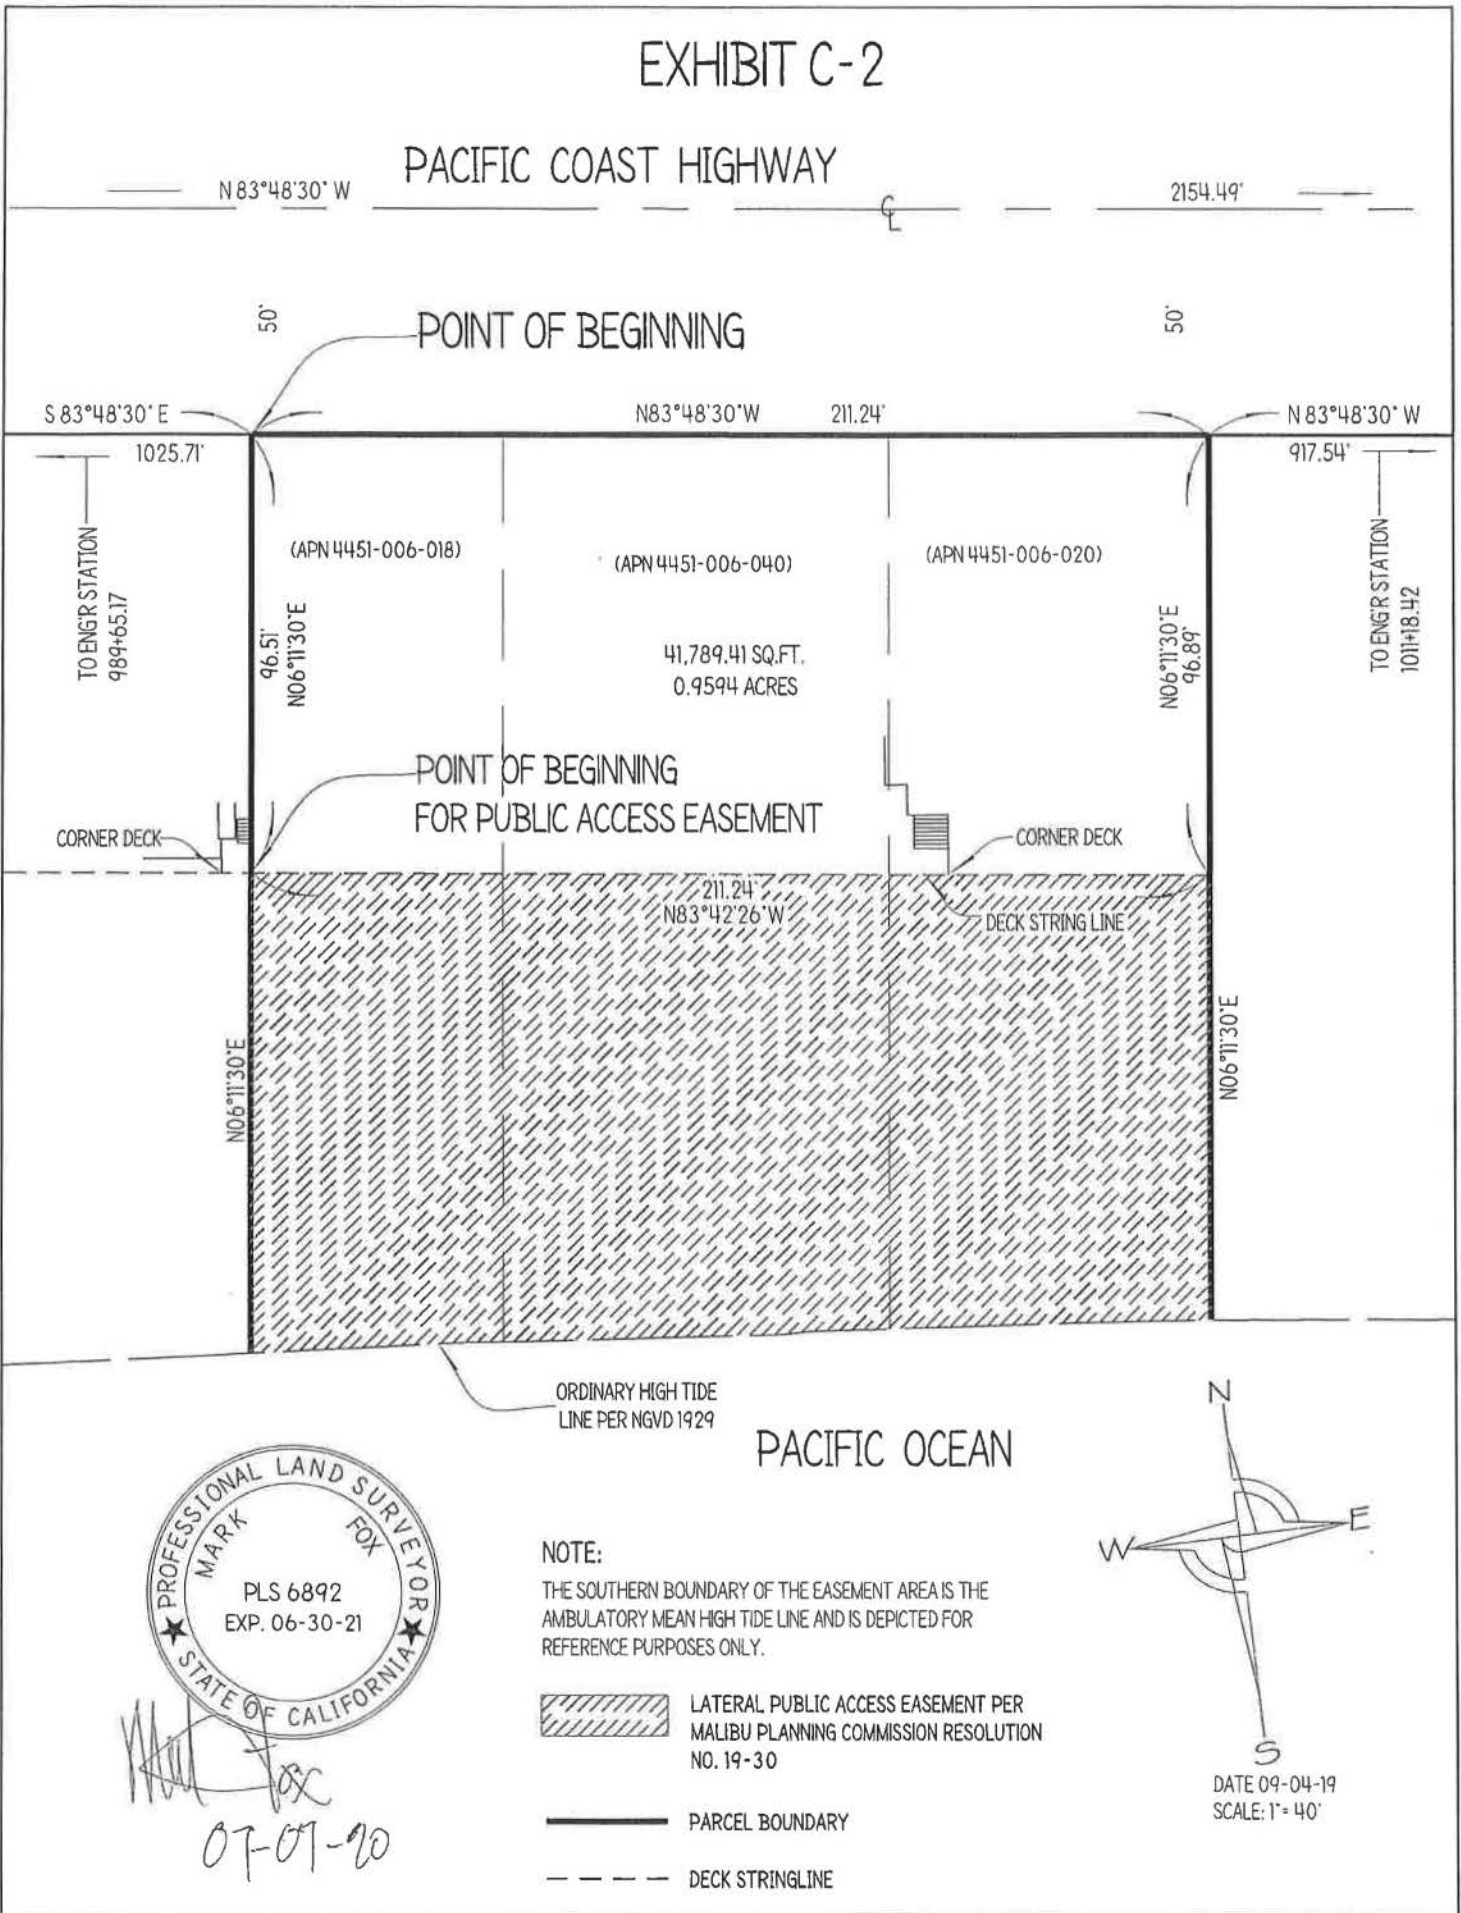 EXHIBIT C-2
PACIFIC COAST HIGHWAY
N 83°48'30" W
2154.49'
CL
50'
50'
POINT OF BEGINNING
S 83°48'30" E
N83°48'30"W 211.24'
N 83°48'30" W
1025.71'
917.54'
TO ENG'R STATION
989+65.17
TO ENG'R STATION
1011+18.42
(APN 4451-006-018)
(APN 4451-006-040)
(APN 4451-006-020)
96.51'
N06°11'30"E
N06°11'30"E
96.89'
41,789.41 SQ.FT.
0.9594 ACRES
POINT OF BEGINNING
FOR PUBLIC ACCESS EASEMENT
CORNER DECK
CORNER DECK
211.24'
N83°42'26"W
DECK STRING LINE
N06°11'30"E
N06°11'30"E
ORDINARY HIGH TIDE
LINE PER NGVD 1929
PACIFIC OCEAN
N
W
E
S
PROFESSIONAL LAND SURVEYOR
MARK FOX
PLS 6892
EXP. 06-30-21
STATE OF CALIFORNIA
Mark Fox
07-07-20
NOTE:
THE SOUTHERN BOUNDARY OF THE EASEMENT AREA IS THE
AMBULATORY MEAN HIGH TIDE LINE AND IS DEPICTED FOR
REFERENCE PURPOSES ONLY.
LATERAL PUBLIC ACCESS EASEMENT PER
MALIBU PLANNING COMMISSION RESOLUTION
NO. 19-30
PARCEL BOUNDARY
DECK STRINGLINE
DATE 09-04-19
SCALE: 1"= 40'